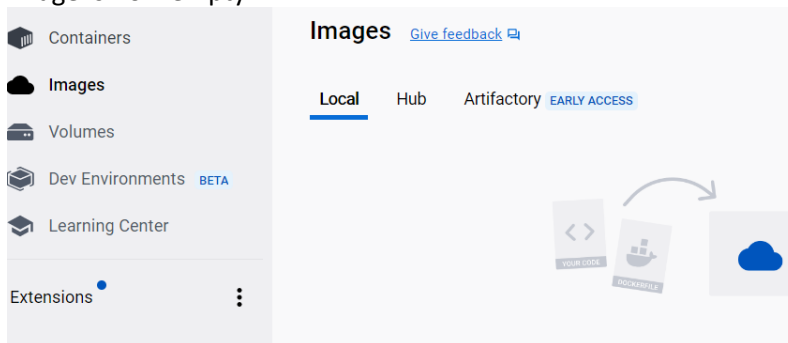 Containers
Images
Volumes
Dev Environments BETA
Learning Center
Extensions
Images Give feedback
Local Hub Artifactory EARLY ACCESS
YOUR CODE
DOCKERFILE